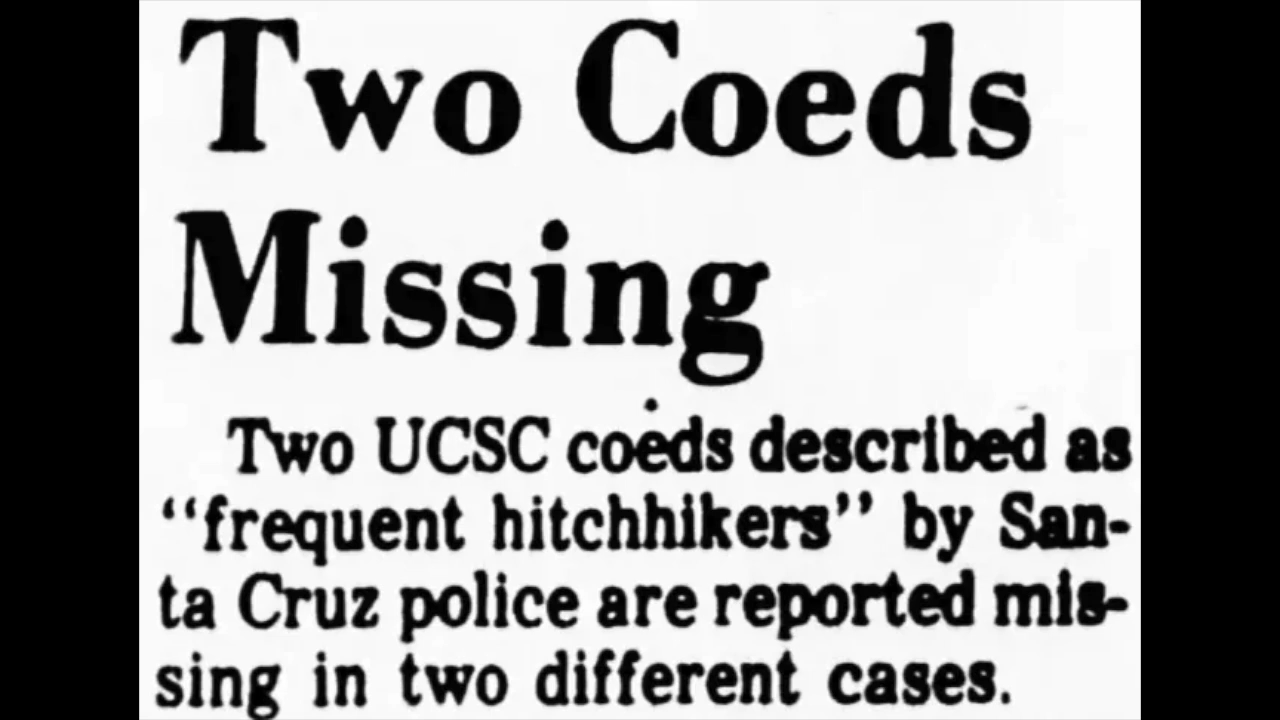 Two Coeds
Missing
Two UCSC coeds described as
“frequent hitchhikers” by San-
ta Cruz police are reported mis-
sing in two different cases.